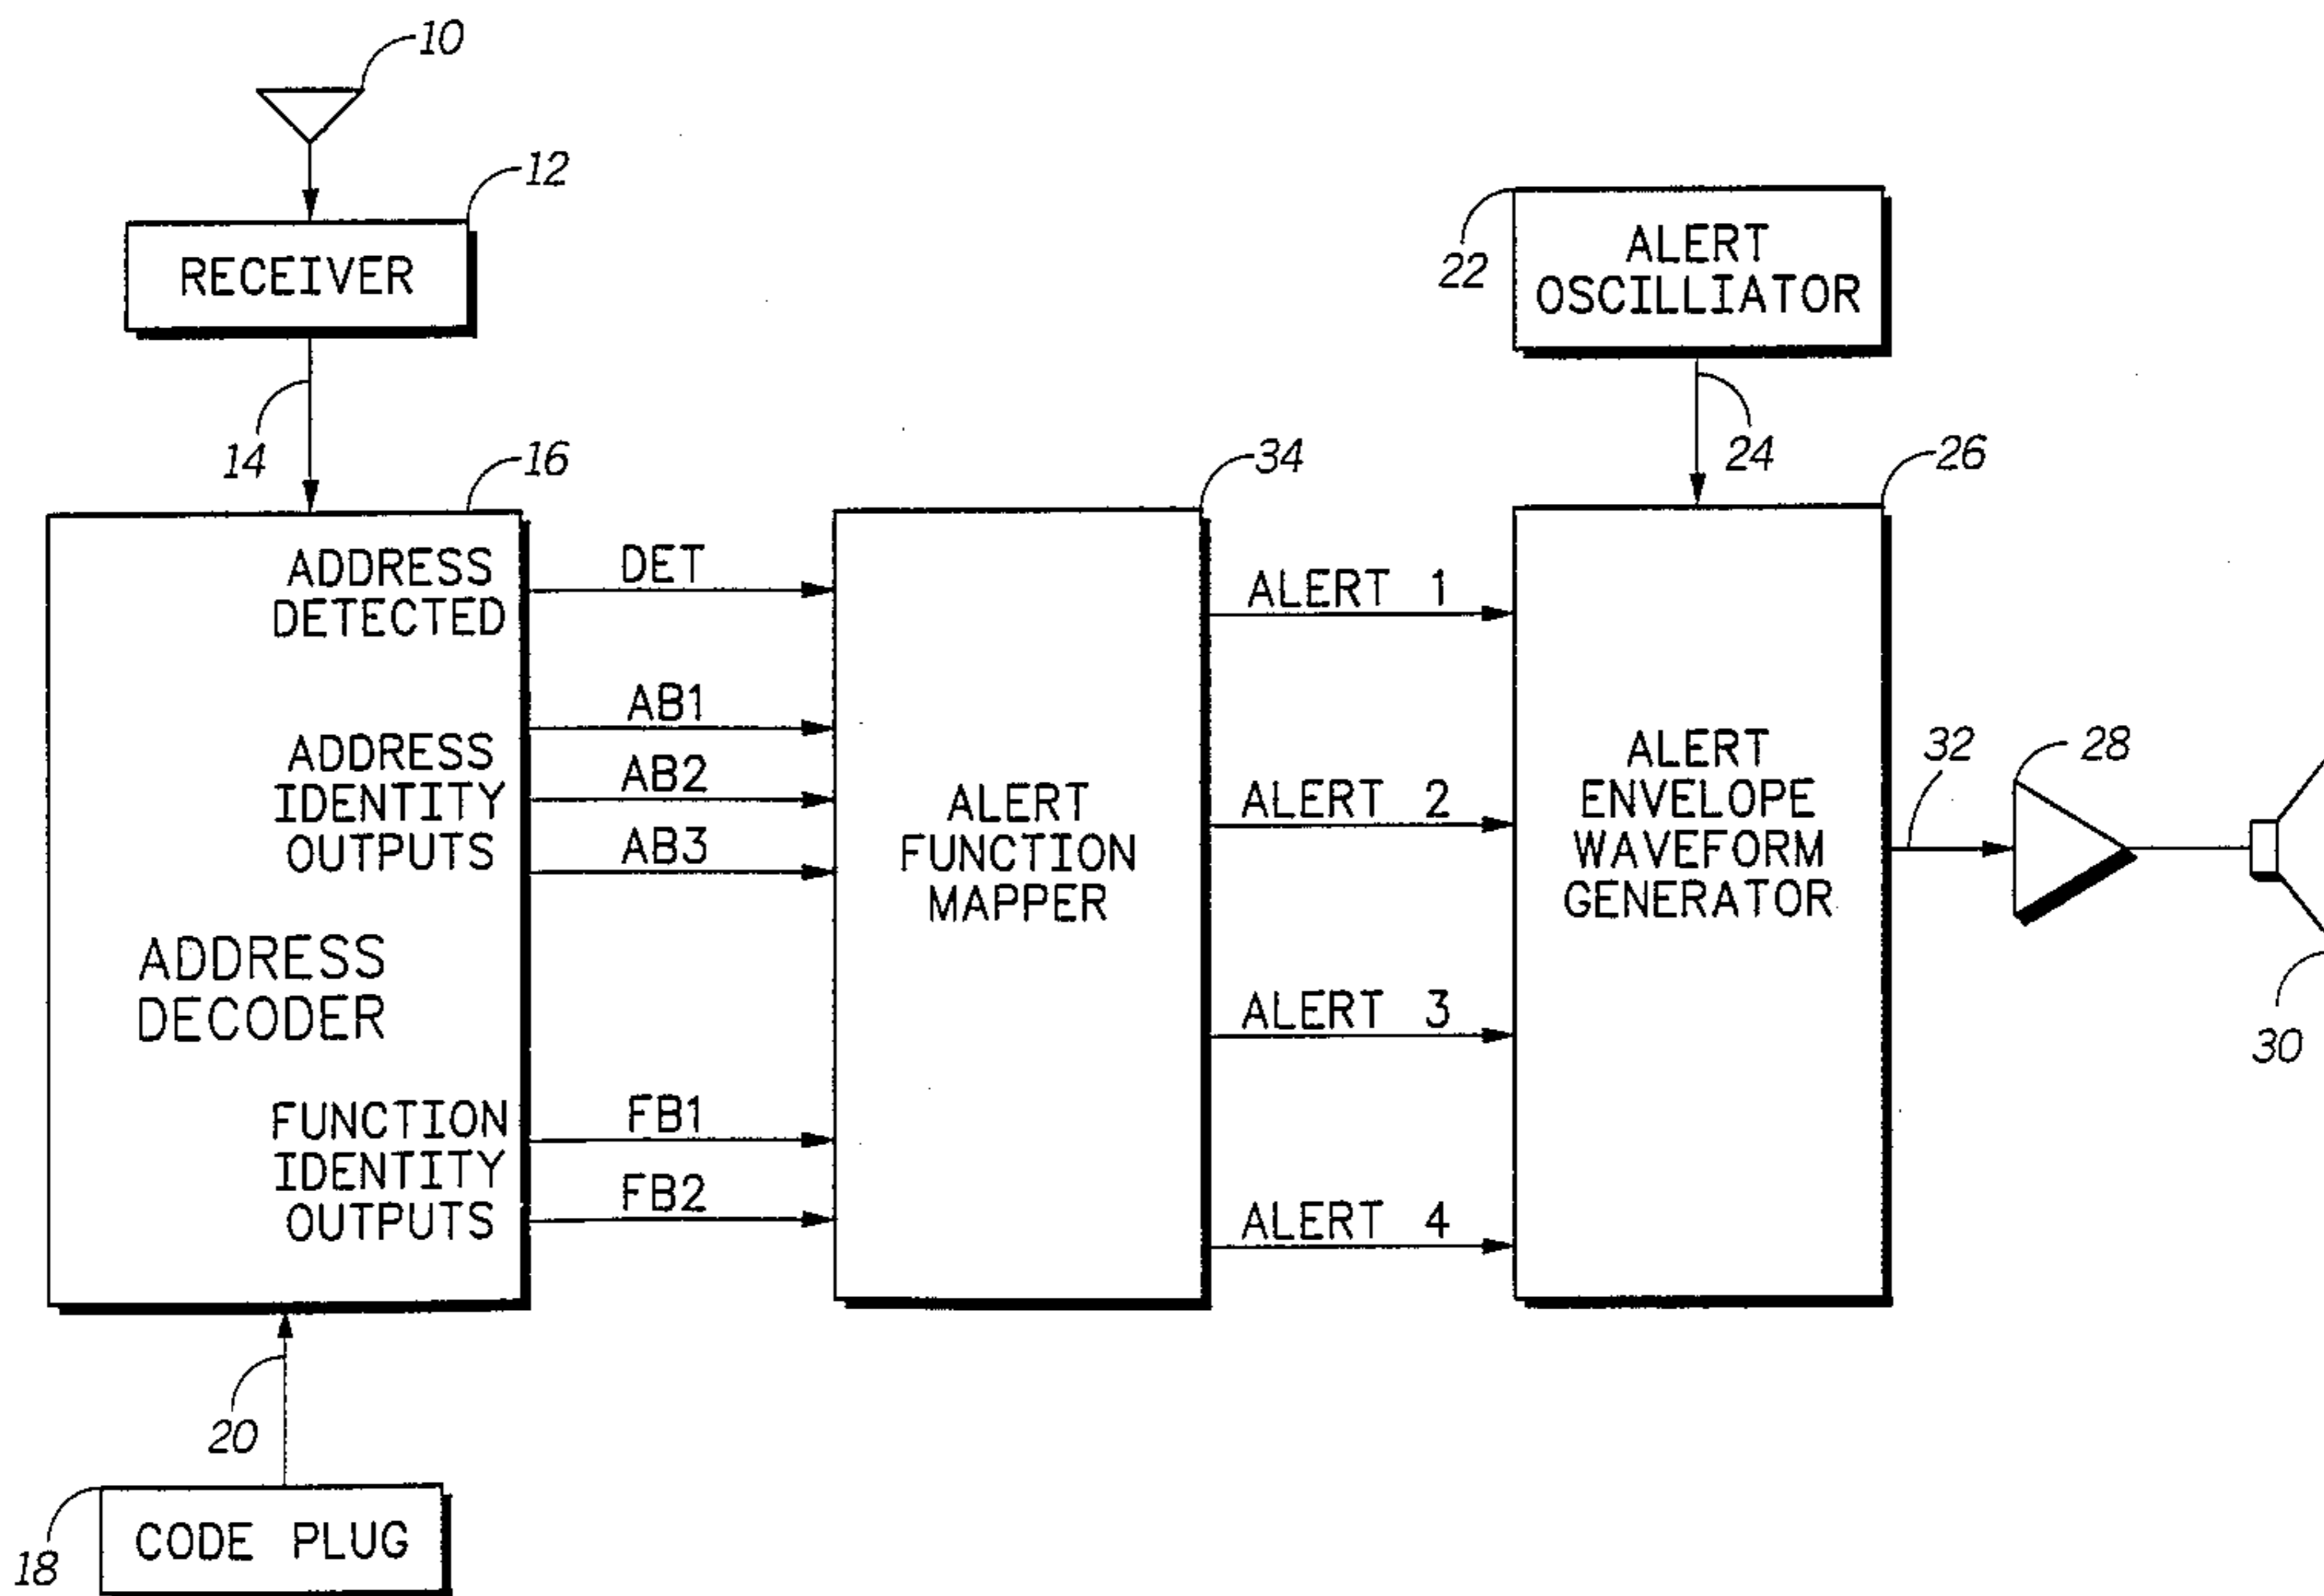 10
12
RECEIVER
14
16
ADDRESS
DETECTED
ADDRESS
IDENTITY
OUTPUTS
ADDRESS
DECODER
FUNCTION
IDENTITY
OUTPUTS
20
18
CODE PLUG
DET
AB1
AB2
AB3
FB1
FB2
34
ALERT
FUNCTION
MAPPER
ALERT 1
ALERT 2
ALERT 3
ALERT 4
22
ALERT
OSCILLIATOR
24
26
ALERT
ENVELOPE
WAVEFORM
GENERATOR
32
28
30